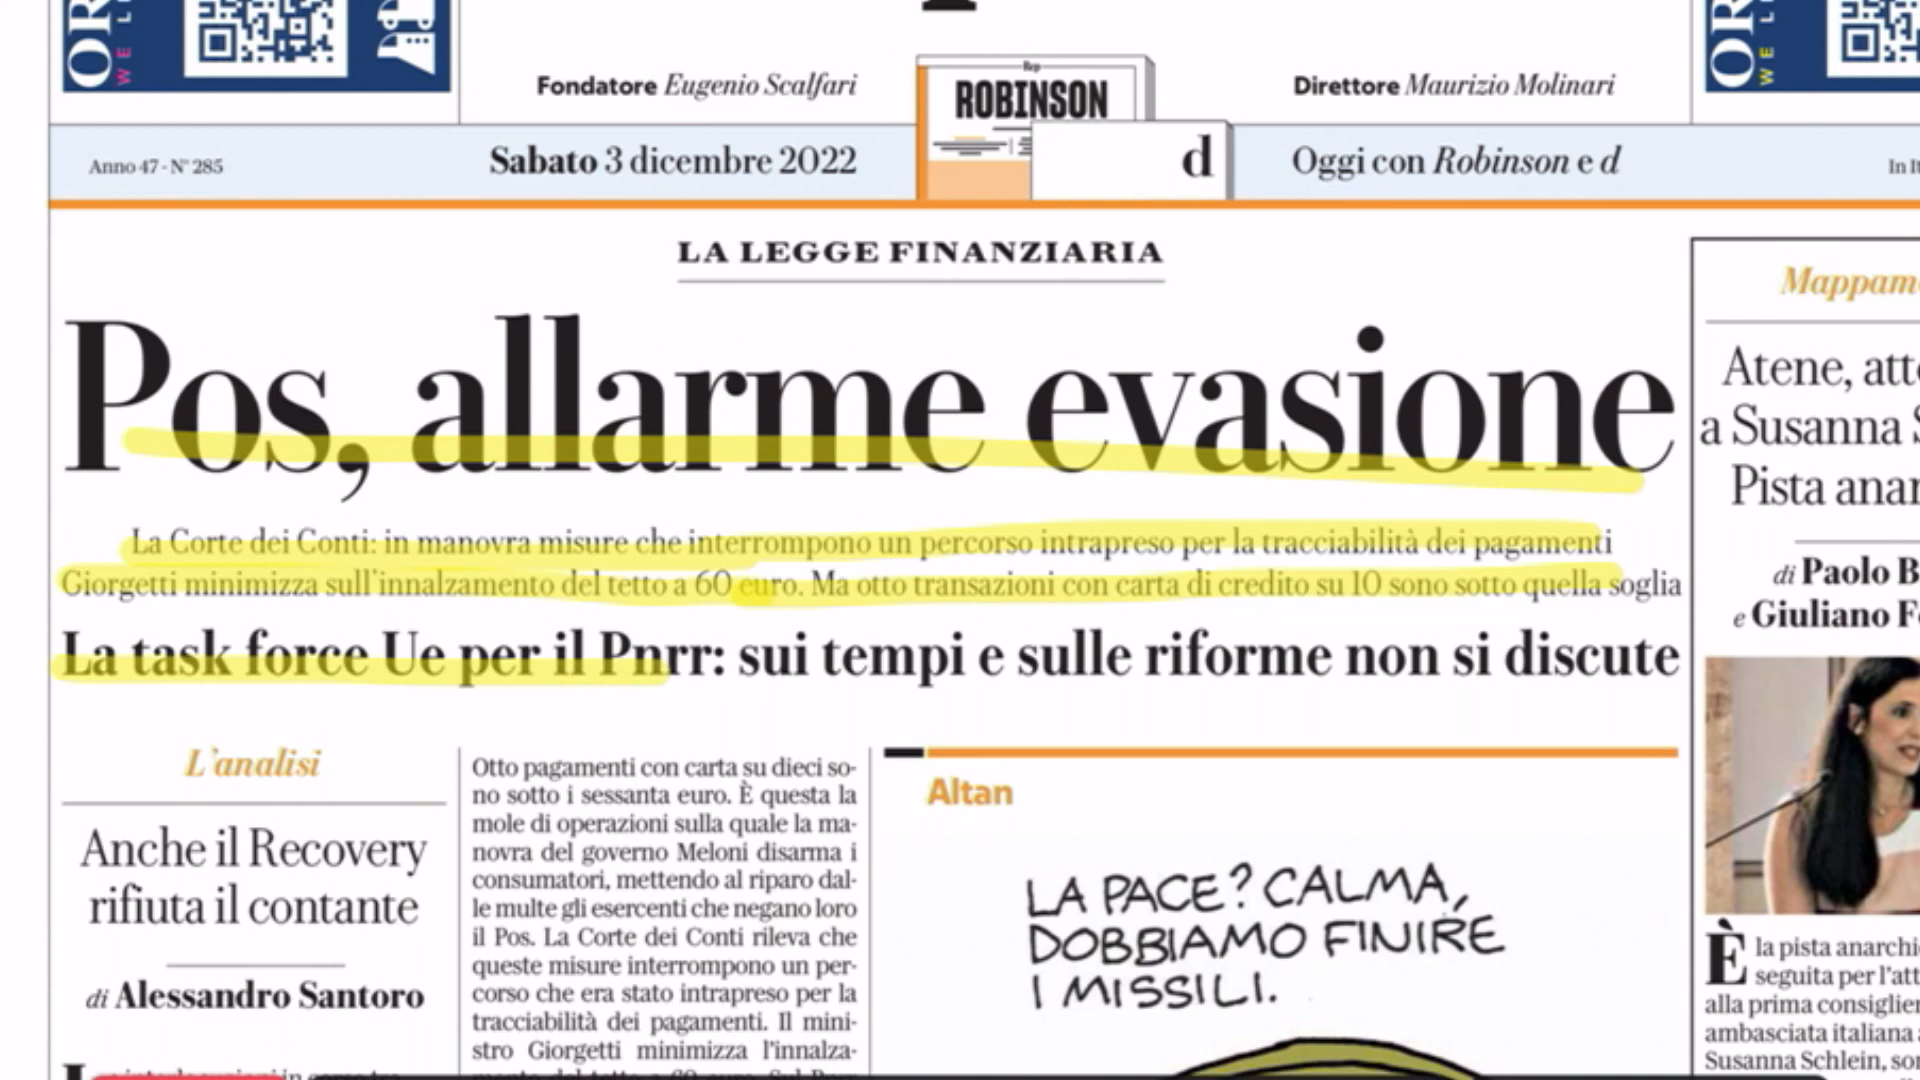 Fondatore Eugenio Scalfari
ROBINSON
d
Direttore Maurizio Molinari
Anno 47 - N° 285
Sabato 3 dicembre 2022
Oggi con Robinson e d
LA LEGGE FINANZIARIA
Pos, allarme evasione
La Corte dei Conti: in manovra misure che interrompono un percorso intrapreso per la tracciabilità dei pagamenti
Giorgetti minimizza sull'innalzamento del tetto a 60 euro. Ma otto transazioni con carta di credito su 10 sono sotto quella soglia
La task force Ue per il Pnrr: sui tempi e sulle riforme non si discute
L'analisi
Anche il Recovery
rifiuta il contante
di Alessandro Santoro
Otto pagamenti con carta su dieci so-
no sotto i sessanta euro. È questa la
mole di operazioni sulla quale la ma-
novra del governo Meloni disarma i
consumatori, mettendo al riparo dal-
le multe gli esercenti che negano loro
il Pos. La Corte dei Conti rileva che
queste misure interrompono un per-
corso che era stato intrapreso per la
tracciabilità dei pagamenti. Il mini-
stro Giorgetti minimizza l'innalza-
Altan
LA PACE? CALMA,
DOBBIAMO FINIRE
I MISSILI.
Atene,
a Susanna
Pista
di Paolo
e Giuliano
È la pista
seguita per
alla prima
ambasciata italiana
Susanna Schlein,